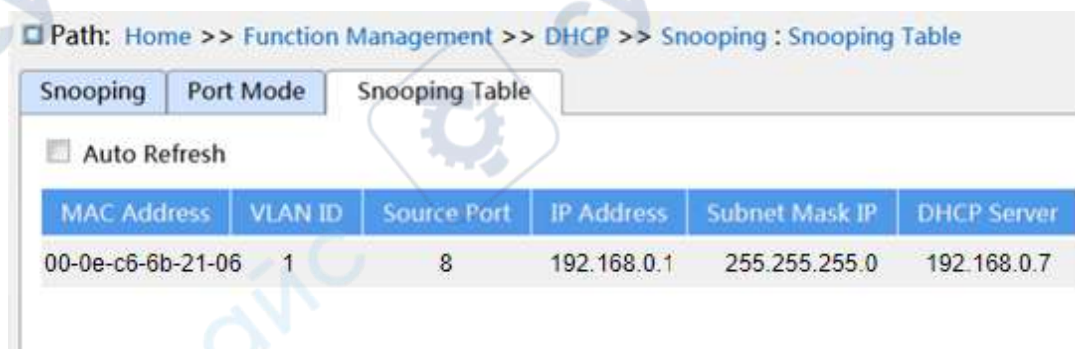 Path: Home >> Function Management >> DHCP >> Snooping : Snooping Table
Snooping Port Mode Snooping Table
Auto Refresh
MAC Address VLAN ID Source Port IP Address Subnet Mask IP DHCP Server
00-0e-c6-6b-21-06 1 8 192.168.0.1 255.255.255.0 192.168.0.7